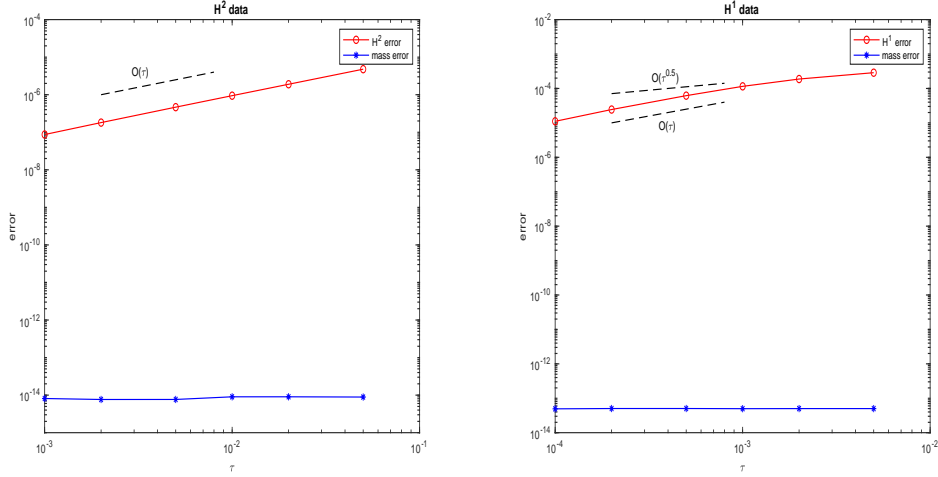 H² data
10⁻⁴
10⁻⁶
10⁻⁸
10⁻¹⁰
10⁻¹²
10⁻¹⁴
error
O(τ)
H² error
mass error
10⁻³
10⁻²
10⁻¹
τ
H¹ data
10⁻²
10⁻⁴
10⁻⁶
10⁻⁸
10⁻¹⁰
10⁻¹²
10⁻¹⁴
error
O(τ⁰·⁵)
O(τ)
H¹ error
mass error
10⁻⁴
10⁻³
10⁻²
τ